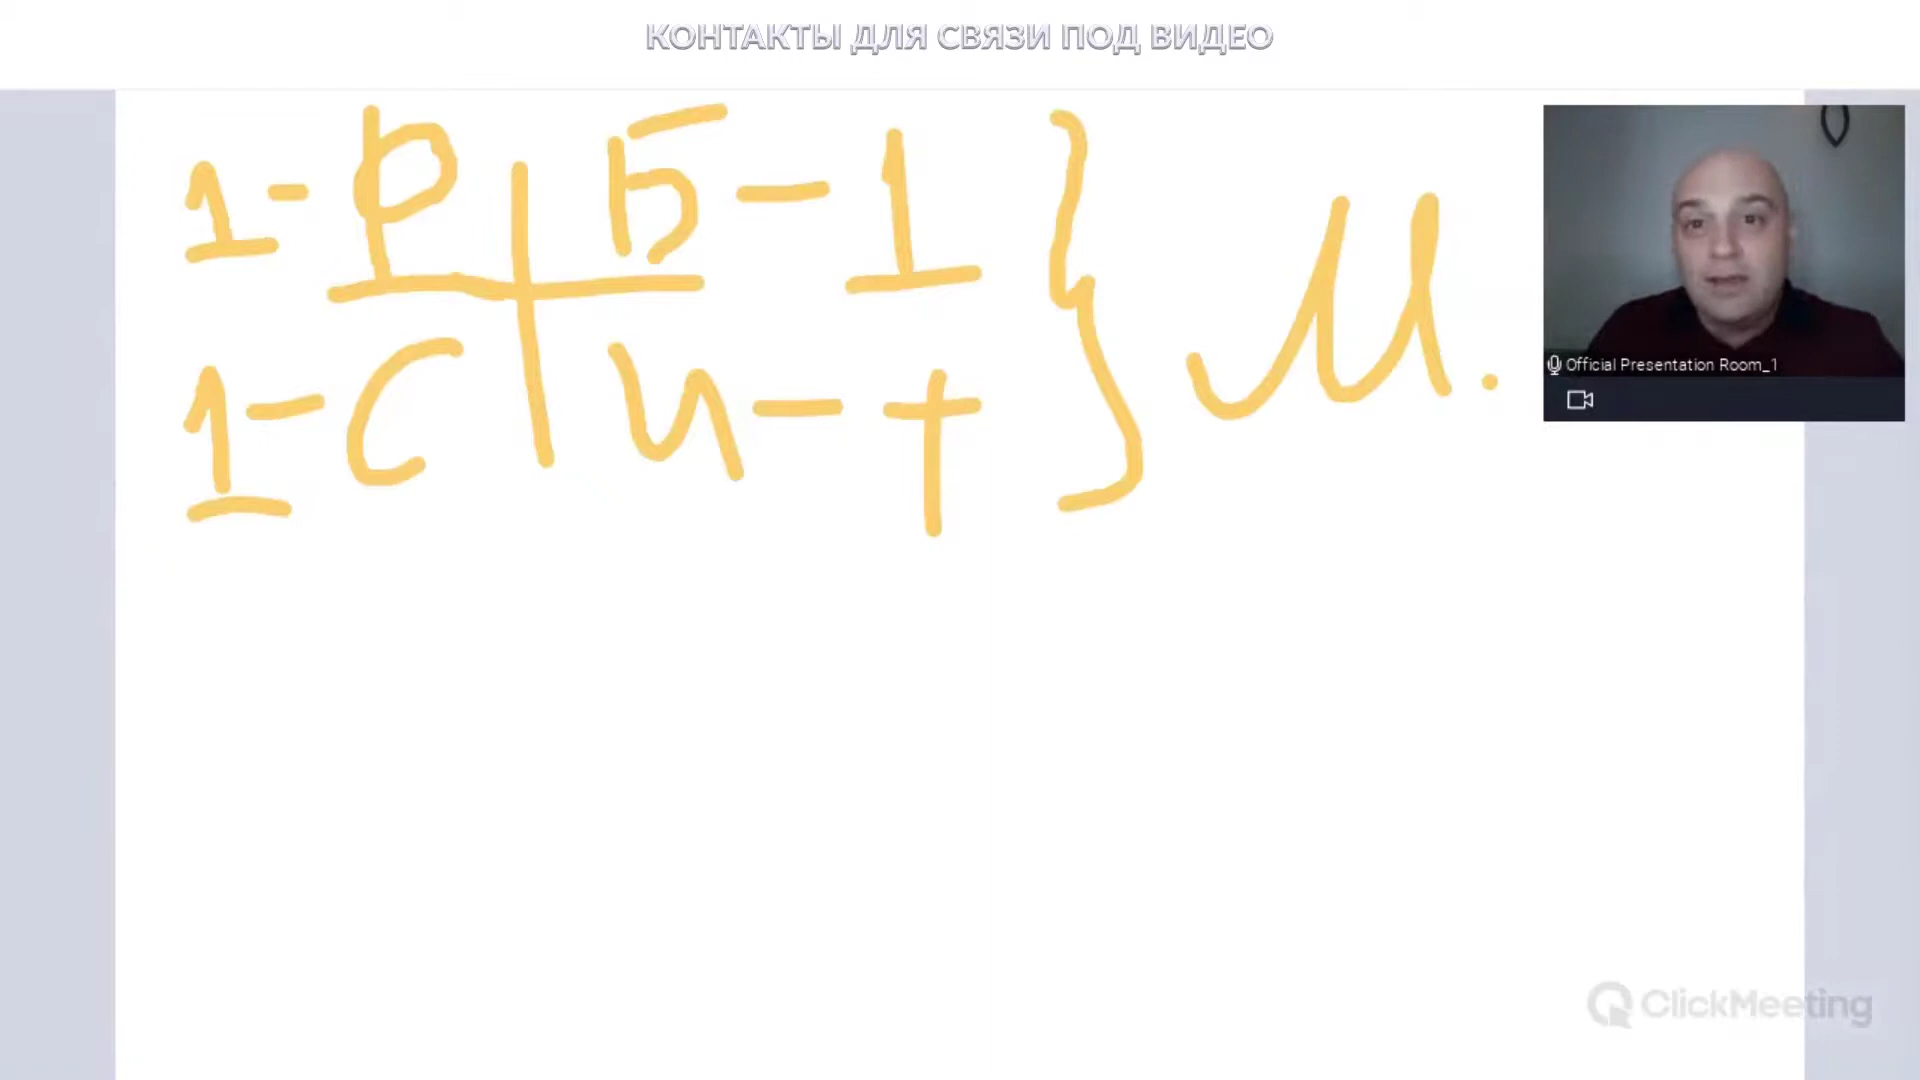 КОНТАКТЫ ДЛЯ СВЯЗИ ПОД ВИДЕО
1 - Р Б - 1
1 - С И - т
М.
Official Presentation Room_1
ClickMeeting